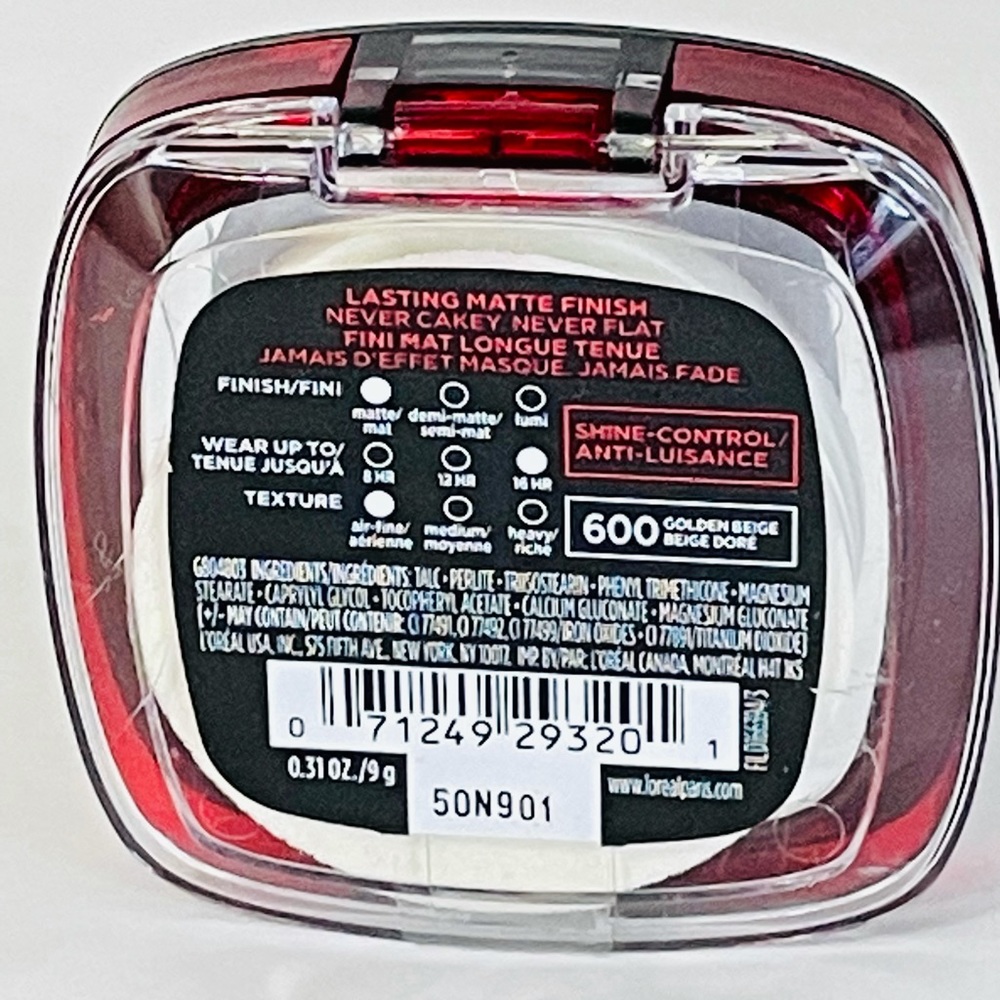 LASTING MATTE FINISH
NEVER CAKEY. NEVER FLAT
FINI MAT LONGUE TENUE
JAMAIS D'EFFET MASQUE. JAMAIS FADE.
FINISH/FINI
matte/ mat
demi-matte/ semi-mat
lumi
WEAR UP TO/
TENUE JUSQU'À
8 HR
12 HR
16 HR
TEXTURE
air-fine/ aérienne
medium/ moyenne
heavy/ riche
SHINE-CONTROL/
ANTI-LUISANCE
600 GOLDEN BEIGE
BEIGE DORÉ
G804803 INGREDIENTS/INGRÉDIENTS: TALC • PERLITE • TRIISOSTEARIN • PHENYL TRIMETHICONE • MAGNESIUM
STEARATE • CAPRYLYL GLYCOL • TOCOPHERYL ACETATE • CALCIUM GLUCONATE • MAGNESIUM GLUCONATE
[+/- MAY CONTAIN/PEUT CONTENIR: CI 77491, CI 77492, CI 77499/IRON OXIDES • CI 77891/TITANIUM DIOXIDE]
L'ORÉAL USA, INC., 575 FIFTH AVE., NEW YORK, NY 10017. IMP. BY/PAR: L'ORÉAL CANADA, MONTRÉAL H4T 1K5
0 71249 29320 1
0.31 OZ./9 g
www.lorealparis.com
50N901